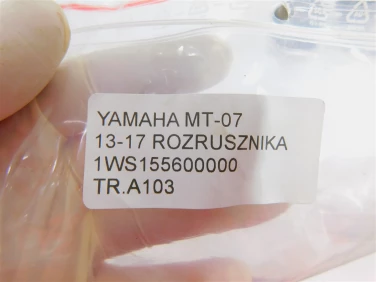 YAMAHA MT-07
13-17 ROZRUSZNIKA
1WS155600000
TR.A103